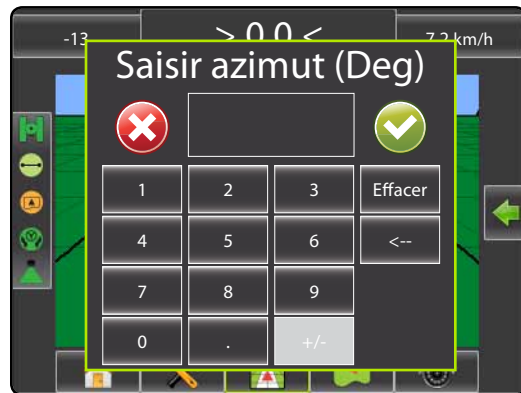 -13 > 0.0 < 7.2 km/h
Saisir azimut (Deg)
1 2 3 Effacer
4 5 6 <--
7 8 9
0 . +/-